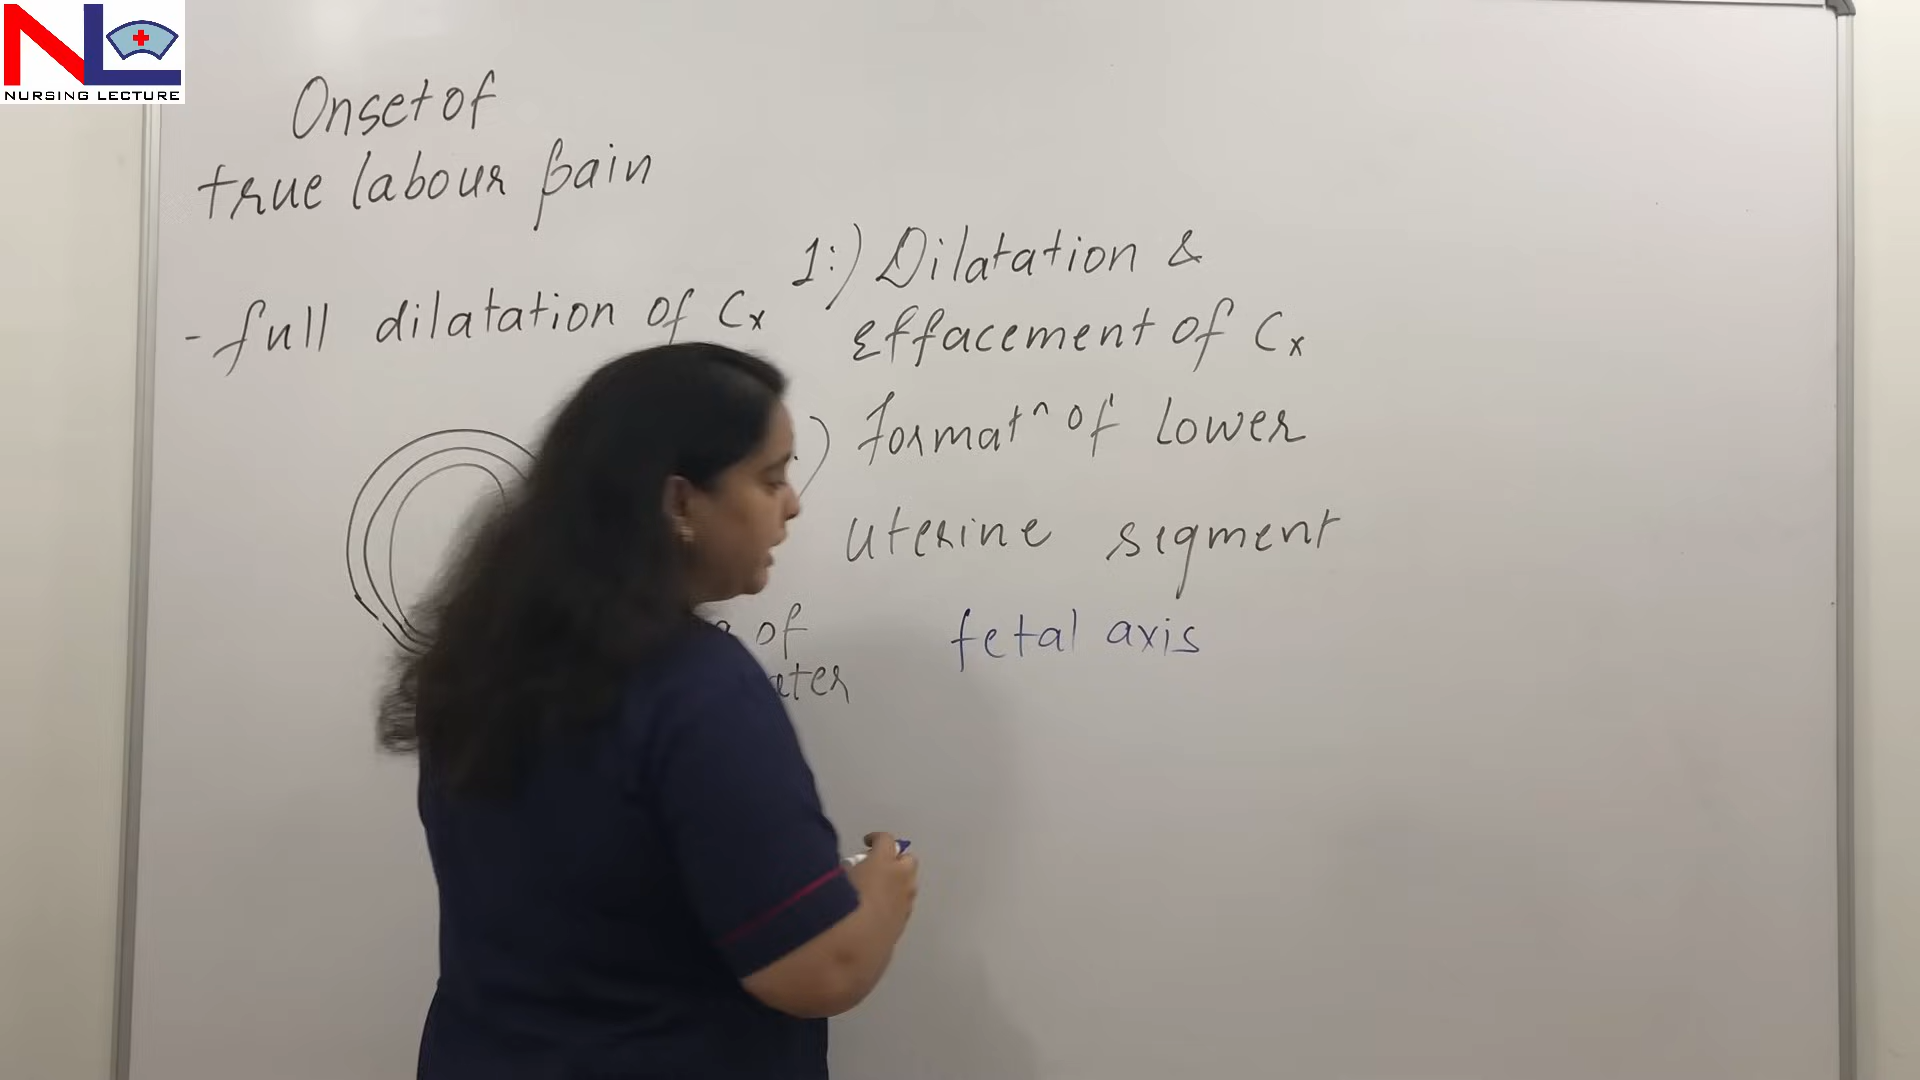 NURSING LECTURE
Onset of
true labour pain
- full dilatation of Cx
1:) Dilatation &
Effacement of Cx
) Format^n of Lower
uterine segment
of
fetal axis